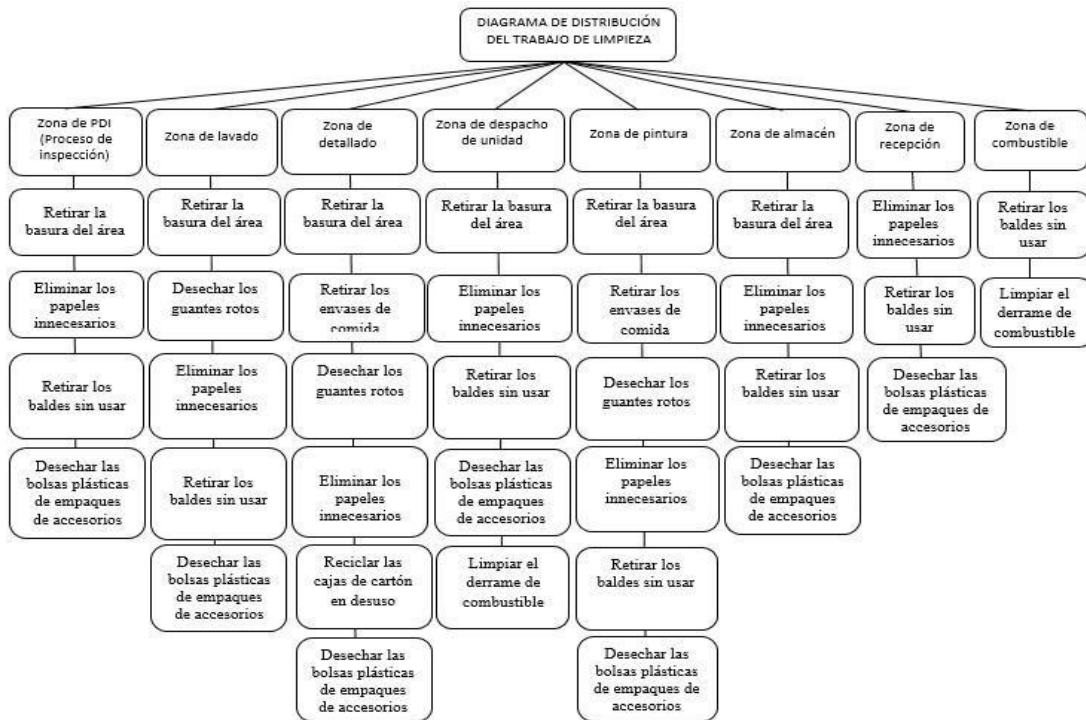 DIAGRAMA DE DISTRIBUCIÓN
DEL TRABAJO DE LIMPIEZA
Zona de PDI
(Proceso de
inspección)
Retirar la
basura del área
Eliminar los
papeles
innecesarios
Retirar los
baldes sin usar
Desechar las
bolsas plásticas
de empaques
de accesorios
Zona de lavado
Retirar la
basura del área
Desechar los
guantes rotos
Eliminar los
papeles
innecesarios
Retirar los
baldes sin usar
Desechar las
bolsas plásticas
de empaques
de accesorios
Zona de
detallado
Retirar la
basura del área
Retirar los
envases de
comida
Desechar los
guantes rotos
Eliminar los
papeles
innecesarios
Reciclar las
cajas de cartón
en desuso
Desechar las
bolsas plásticas
de empaques
de accesorios
Zona de despacho
de unidad
Retirar la basura
del área
Eliminar los
papeles
innecesarios
Retirar los
baldes sin usar
Desechar las
bolsas plásticas
de empaques
de accesorios
Limpiar el
derrame de
combustible
Zona de pintura
Retirar la basura
del área
Retirar los
envases de
comida
Desechar los
guantes rotos
Eliminar los
papeles
innecesarios
Retirar los
baldes sin usar
Desechar las
bolsas plásticas
de empaques de
accesorios
Zona de almacén
Retirar la
basura del área
Eliminar los
papeles
innecesarios
Retirar los
baldes sin usar
Desechar las
bolsas plásticas
de empaques de
accesorios
Zona de
recepción
Eliminar los
papeles
innecesarios
Retirar los
baldes sin
usar
Desechar las
bolsas plásticas
de empaques de
accesorios
Zona de
combustible
Retirar los
baldes sin
usar
Limpiar el
derrame de
combustible